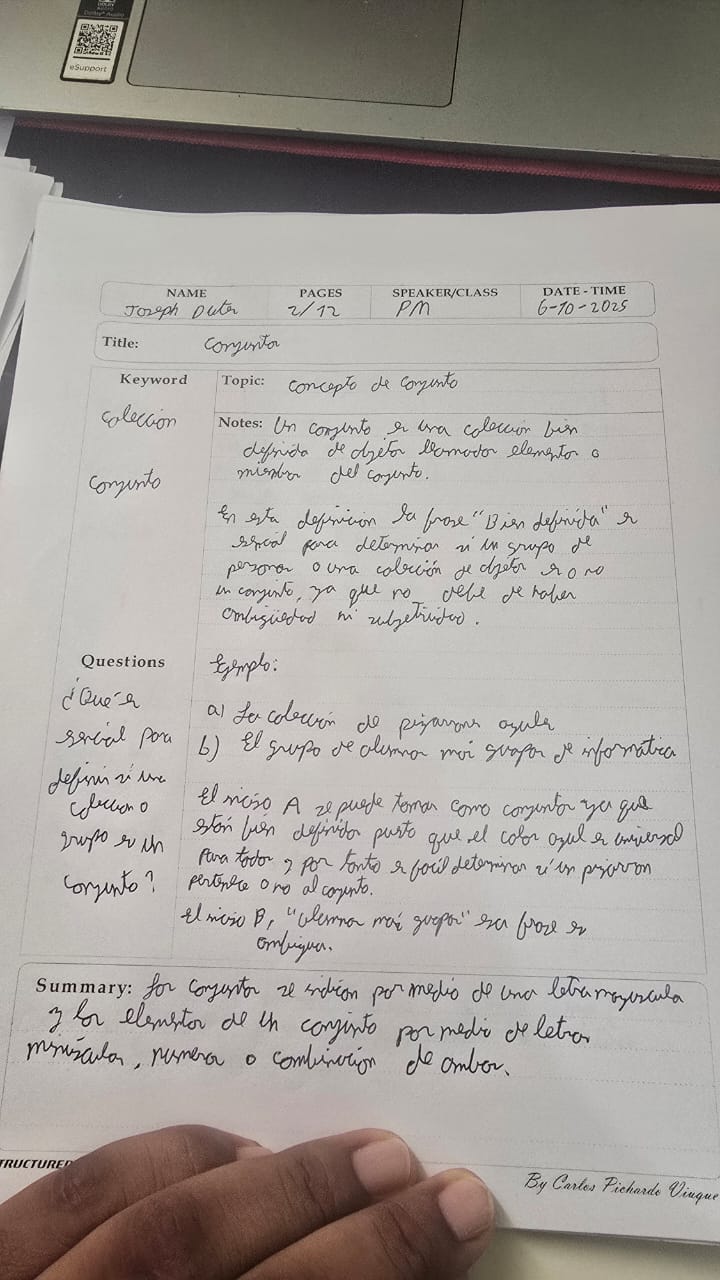 Dolby Audio
eSupport
NAME PAGES SPEAKER/CLASS DATE - TIME
Joseph 2/12 PM 6-10-2025
Title: Conjuntos
Keyword Topic: Concepto de Conjunto
Colección
Notes: Un conjunto es una colección bien
definida de objetos llamados elementos o
miembros del conjunto.
Conjunto
En esta definición la frase "Bien definida" es
esencial para determinar si un grupo de
personas o una colección de objetos es o no
un conjunto, ya que no debe de haber
ambigüedad ni subjetividad.
Questions
¿Qué es
esencial para
definir si una
colección o
grupo es un
conjunto?
Ejemplo:
a) La colección de pizarrones azules
b) El grupo de alumnos más guapos de informática
El inciso A se puede tomar como conjuntos ya que
están bien definidos puesto que el color azul es universal
para todos y por tanto es fácil determinar si un pizarron
pertenece o no al conjunto.
El inciso B, "alumnos más guapos" esa frase es
ambigua.
Summary: Los conjuntos se indican por medio de una letra mayuscula
y los elementos de un conjunto por medio de letras
minúsculas, numeros o combinación de ambos.
TRUCTURED
By Carlos Pichardo Viuque